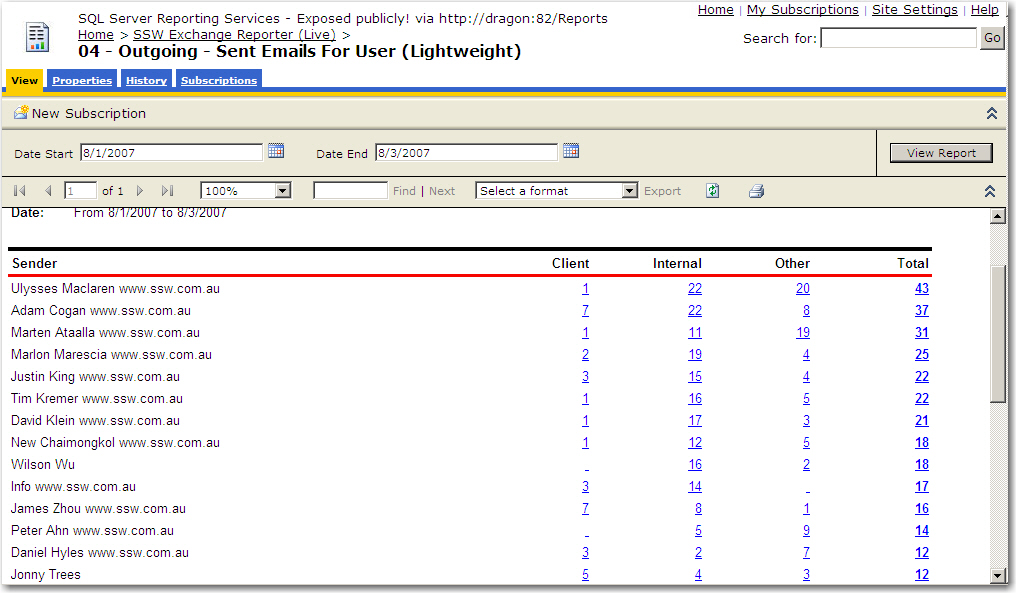 SQL Server Reporting Services - Exposed publicly! via http://dragon:82/Reports
Home | My Subscriptions | Site Settings | Help
Home > SSW Exchange Reporter (Live) >
Search for: Go
04 - Outgoing - Sent Emails For User (Lightweight)
View Properties History Subscriptions
New Subscription
Date Start 8/1/2007 Date End 8/3/2007 View Report
1 of 1 100% Find | Next Select a format Export
Date: From 8/1/2007 to 8/3/2007
Sender Client Internal Other Total
Ulysses Maclaren www.ssw.com.au 1 22 20 43
Adam Cogan www.ssw.com.au 7 22 8 37
Marten Ataalla www.ssw.com.au 1 11 19 31
Marlon Marescia www.ssw.com.au 2 19 4 25
Justin King www.ssw.com.au 3 15 4 22
Tim Kremer www.ssw.com.au 1 16 5 22
David Klein www.ssw.com.au 1 17 3 21
New Chaimongkol www.ssw.com.au 1 12 5 18
Wilson Wu 16 2 18
Info www.ssw.com.au 3 14 17
James Zhou www.ssw.com.au 7 8 1 16
Peter Ahn www.ssw.com.au 5 9 14
Daniel Hyles www.ssw.com.au 3 2 7 12
Jonny Trees 5 4 3 12